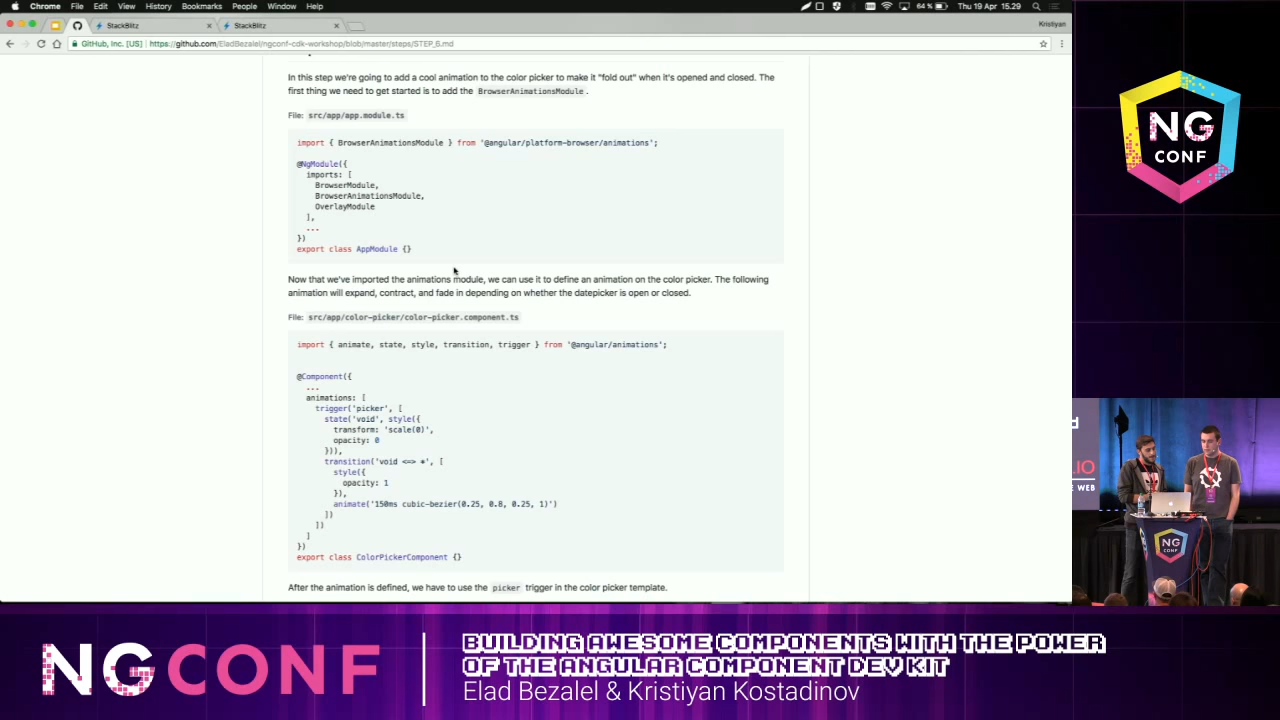 Chrome File Edit View History Bookmarks People Window Help
64 % Thu 19 Apr 15.29
StackBlitz
StackBlitz
Kristiyan
GitHub, Inc. [US] https://github.com/EladBezalel/ngconf-cdk-workshop/blob/master/steps/STEP_6.md
In this step we're going to add a cool animation to the color picker to make it "fold out" when it's opened and closed. The
first thing we need to get started is to add the BrowserAnimationsModule.
File: src/app/app.module.ts
import { BrowserAnimationsModule } from '@angular/platform-browser/animations';
@NgModule({
imports: [
BrowserModule,
BrowserAnimationsModule,
OverlayModule
],
...
})
export class AppModule {}
Now that we've imported the animations module, we can use it to define an animation on the color picker. The following
animation will expand, contract, and fade in depending on whether the datepicker is open or closed.
File: src/app/color-picker/color-picker.component.ts
import { animate, state, style, transition, trigger } from '@angular/animations';
@Component({
...
animations: [
trigger('picker', [
state('void', style({
transform: 'scale(0)',
opacity: 0
})),
transition('void <=> *', [
style({
opacity: 1
}),
animate('150ms cubic-bezier(0.25, 0.8, 0.25, 1)')
])
])
]
})
export class ColorPickerComponent {}
After the animation is defined, we have to use the picker trigger in the color picker template.
NG
CONF
NG
CONF
NGCONF
BUILDING AWESOME COMPONENTS WITH THE POWER
OF THE ANGULAR COMPONENT DEV KIT
Elad Bezalel & Kristiyan Kostadinov